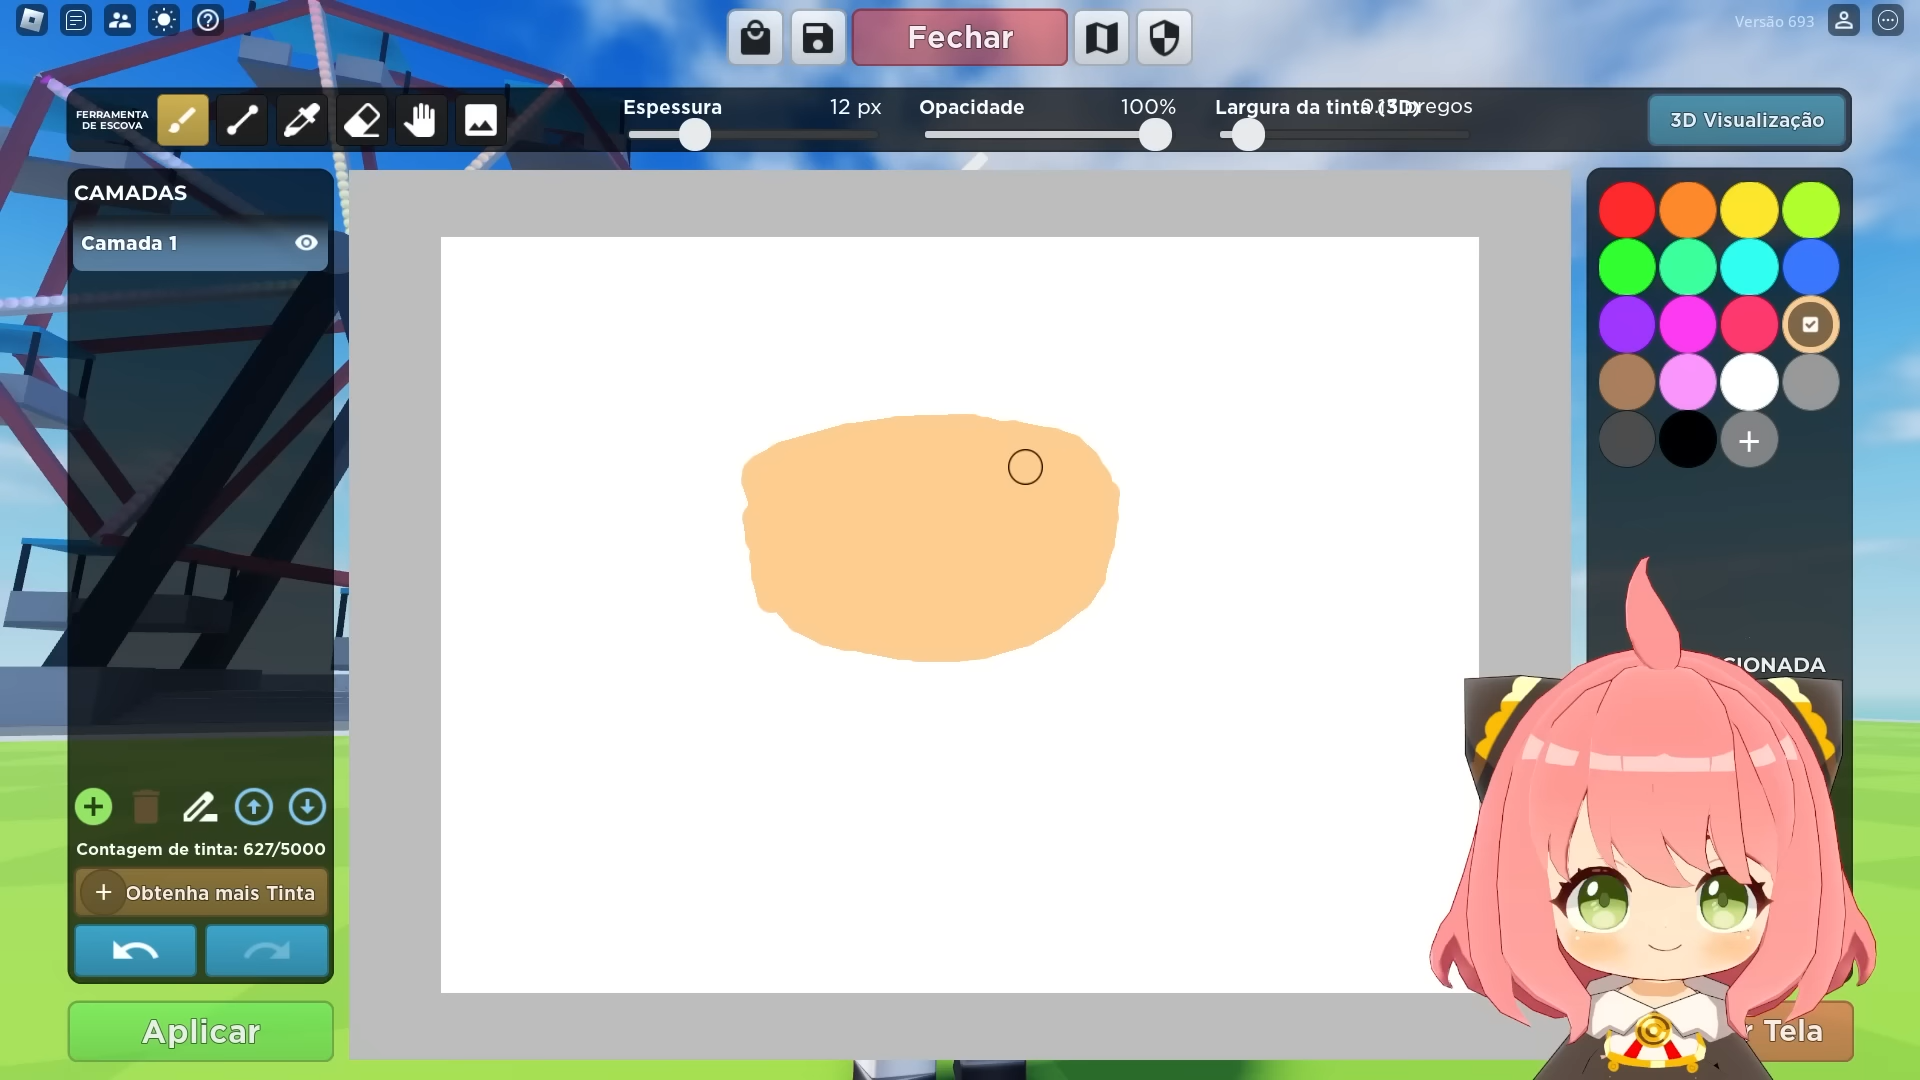 Fechar
Versão 693
FERRAMENTA
DE ESCOVA
Espessura
12 px
Opacidade
100%
Largura da tinta (3D)
3D Visualização
CAMADAS
Camada 1
Contagem de tinta: 627/5000
+ Obtenha mais Tinta
Aplicar
Tela